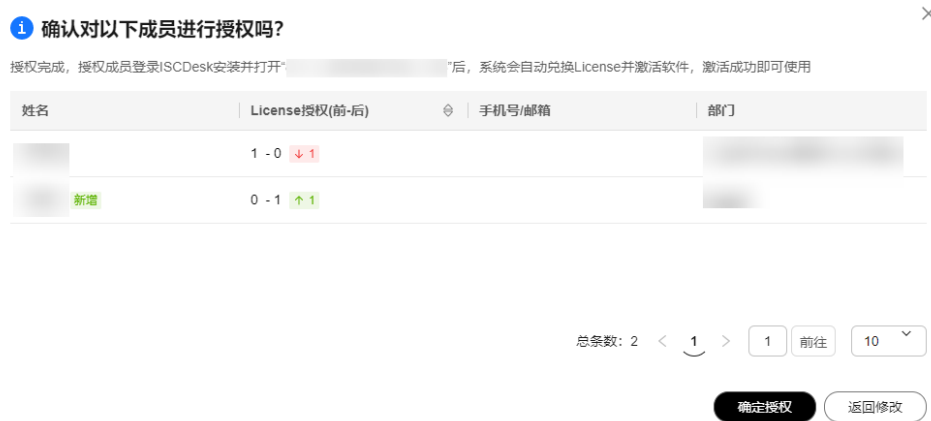 确认对以下成员进行授权吗?
授权完成，授权成员登录ISCDesk安装并打开“ ”后，系统会自动兑换License并激活软件，激活成功即可使用
姓名 License授权(前-后) 手机号/邮箱 部门
1 - 0 ↓ 1
新增 0 - 1 ↑ 1
总条数：2 < 1 > 1 前往 10
确定授权 返回修改